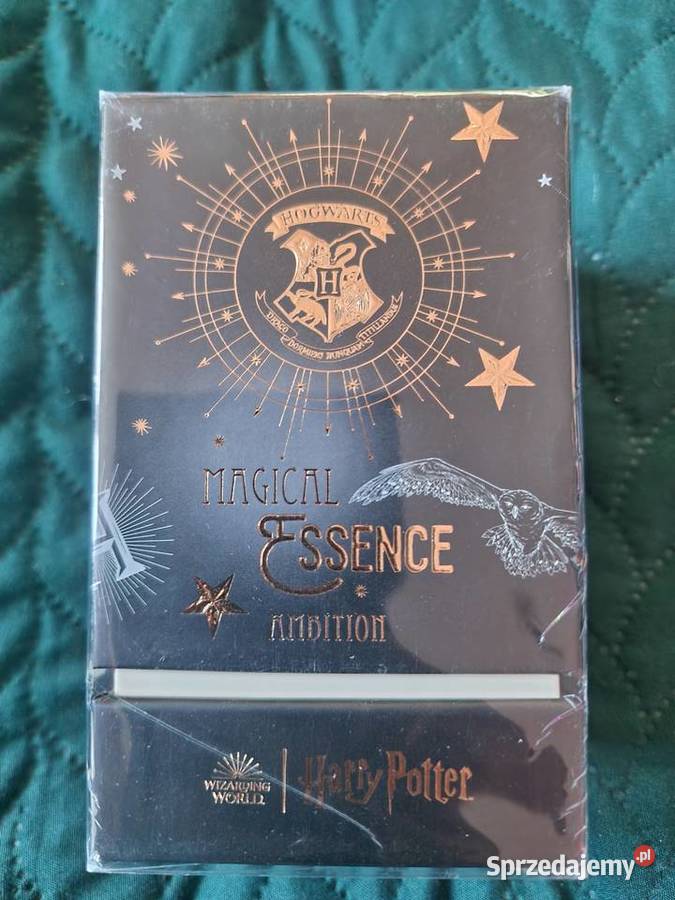 HOGWARTS
H
DRACO
DORMIENS NUNQUAM
TITILLANDUS
MAGICAL
ESSENCE
AMBITION
WIZARDING
WORLD
Harry Potter
Sprzedajemy.pl